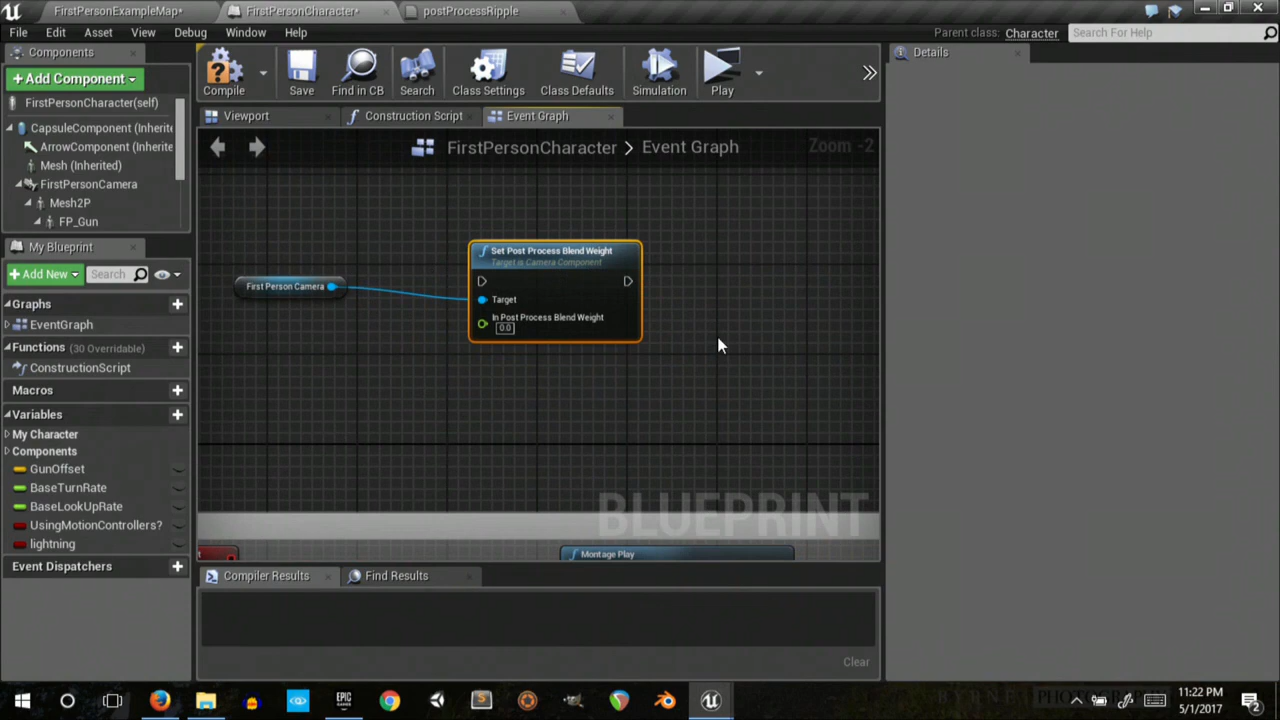 FirstPersonExampleMap*
FirstPersonCharacter*
postProcessRipple
File Edit Asset View Debug Window Help
Parent class: Character
Search For Help
Components
+Add Component
Compile
Save
Find in CB
Search
Class Settings
Class Defaults
Simulation
Play
Details
FirstPersonCharacter(self)
CapsuleComponent (Inherite
ArrowComponent (Inherite
Mesh (Inherited)
FirstPersonCamera
Mesh2P
FP_Gun
Viewport
Construction Script
Event Graph
FirstPersonCharacter > Event Graph
Zoom -2
My Blueprint
+Add New
Search
Graphs
EventGraph
Functions (30 Overridable)
ConstructionScript
Macros
Variables
My Character
Components
GunOffset
BaseTurnRate
BaseLookUpRate
UsingMotionControllers?
lightning
Event Dispatchers
First Person Camera
Set Post Process Blend Weight
Target is Camera Component
Target
In Post Process Blend Weight
0.0
BLUEPRINT
t
Montage Play
Compiler Results
Find Results
Clear
EPIC
GAMES
11:22 PM
5/1/2017
2